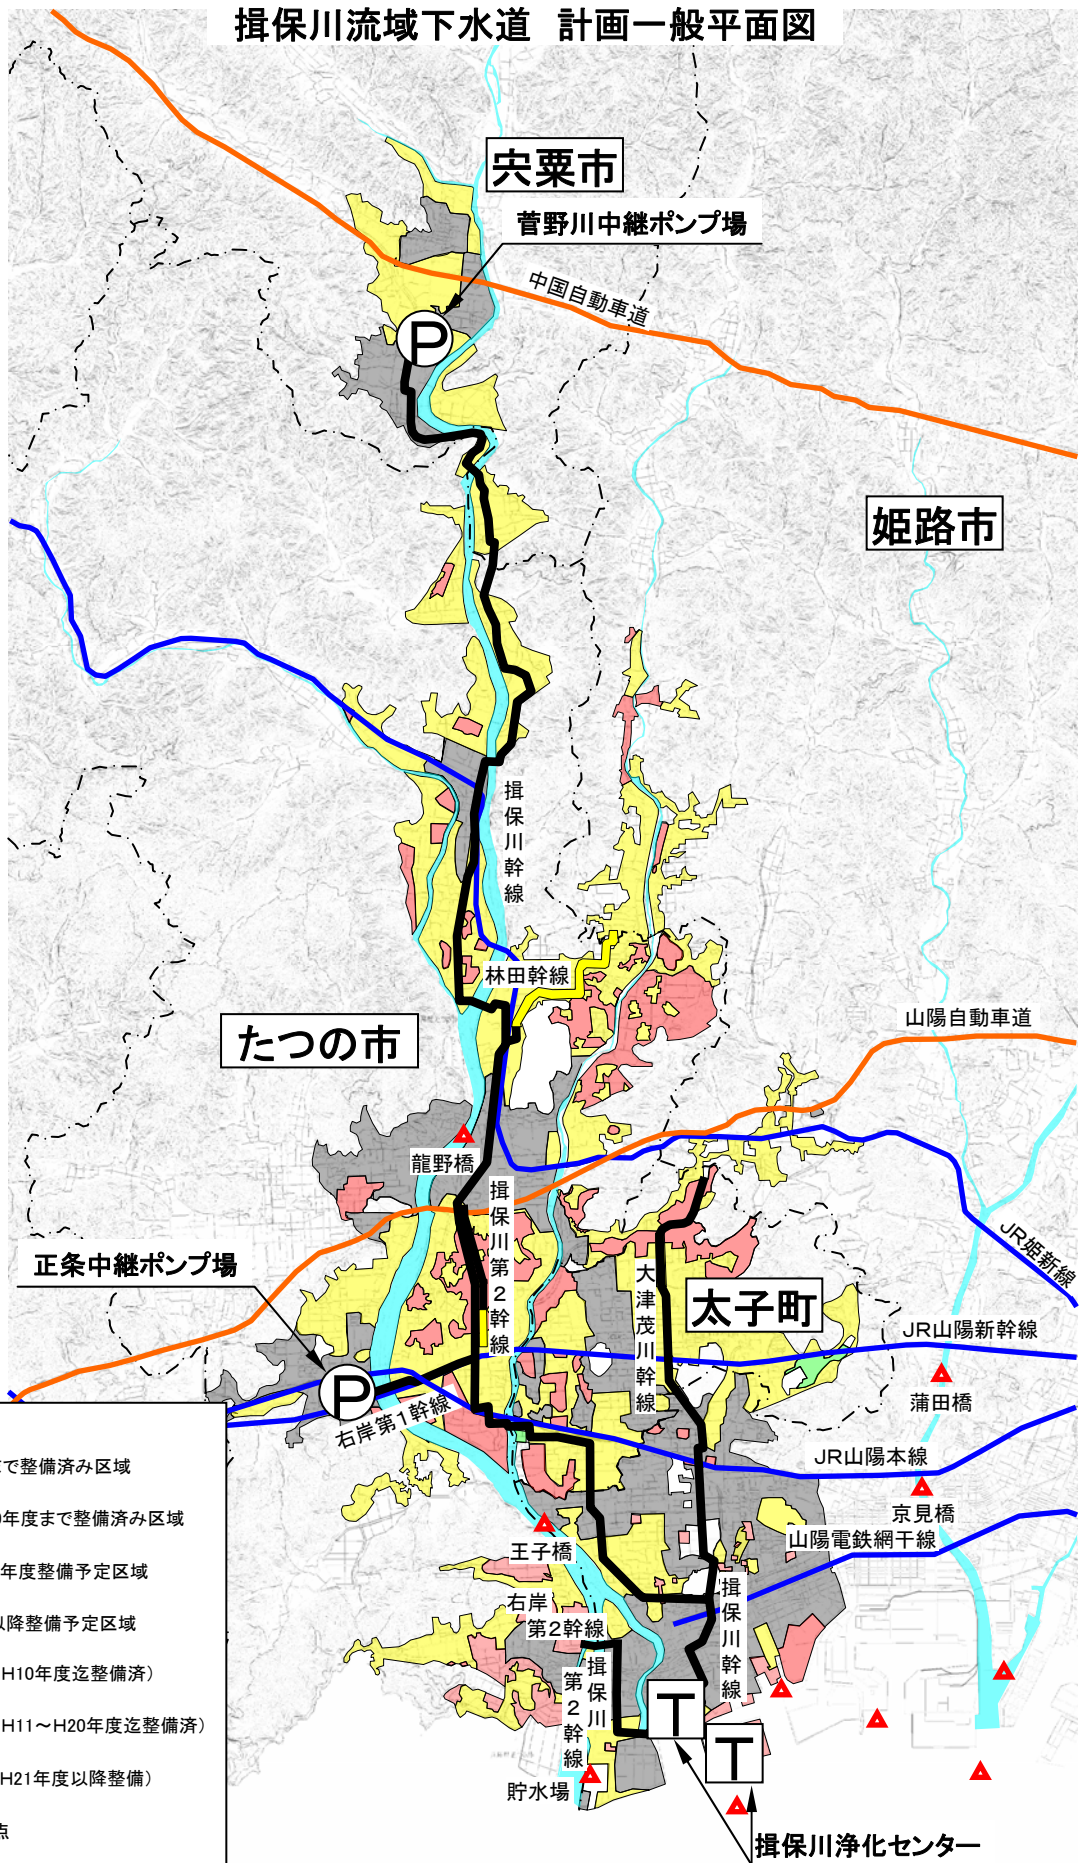 揖保川流域下水道 計画一般平面図
宍粟市
菅野川中継ポンプ場
中国自動車道
P
姫路市
揖保川幹線
林田幹線
山陽自動車道
たつの市
龍野橋
揖保川第2幹線
JR姫新線
正条中継ポンプ場
大津茂川幹線
太子町
JR山陽新幹線
P
蒲田橋
右岸第1幹線
JR山陽本線
で整備済み区域
京見橋
年度まで整備済み区域
山陽電鉄網干線
王子橋
年度整備予定区域
揖保川幹線
右岸
第2幹線
以降整備予定区域
揖保川
第2幹線
H10年度迄整備済)
T
H11～H20年度迄整備済)
T
H21年度以降整備)
貯水場
点
揖保川浄化センター